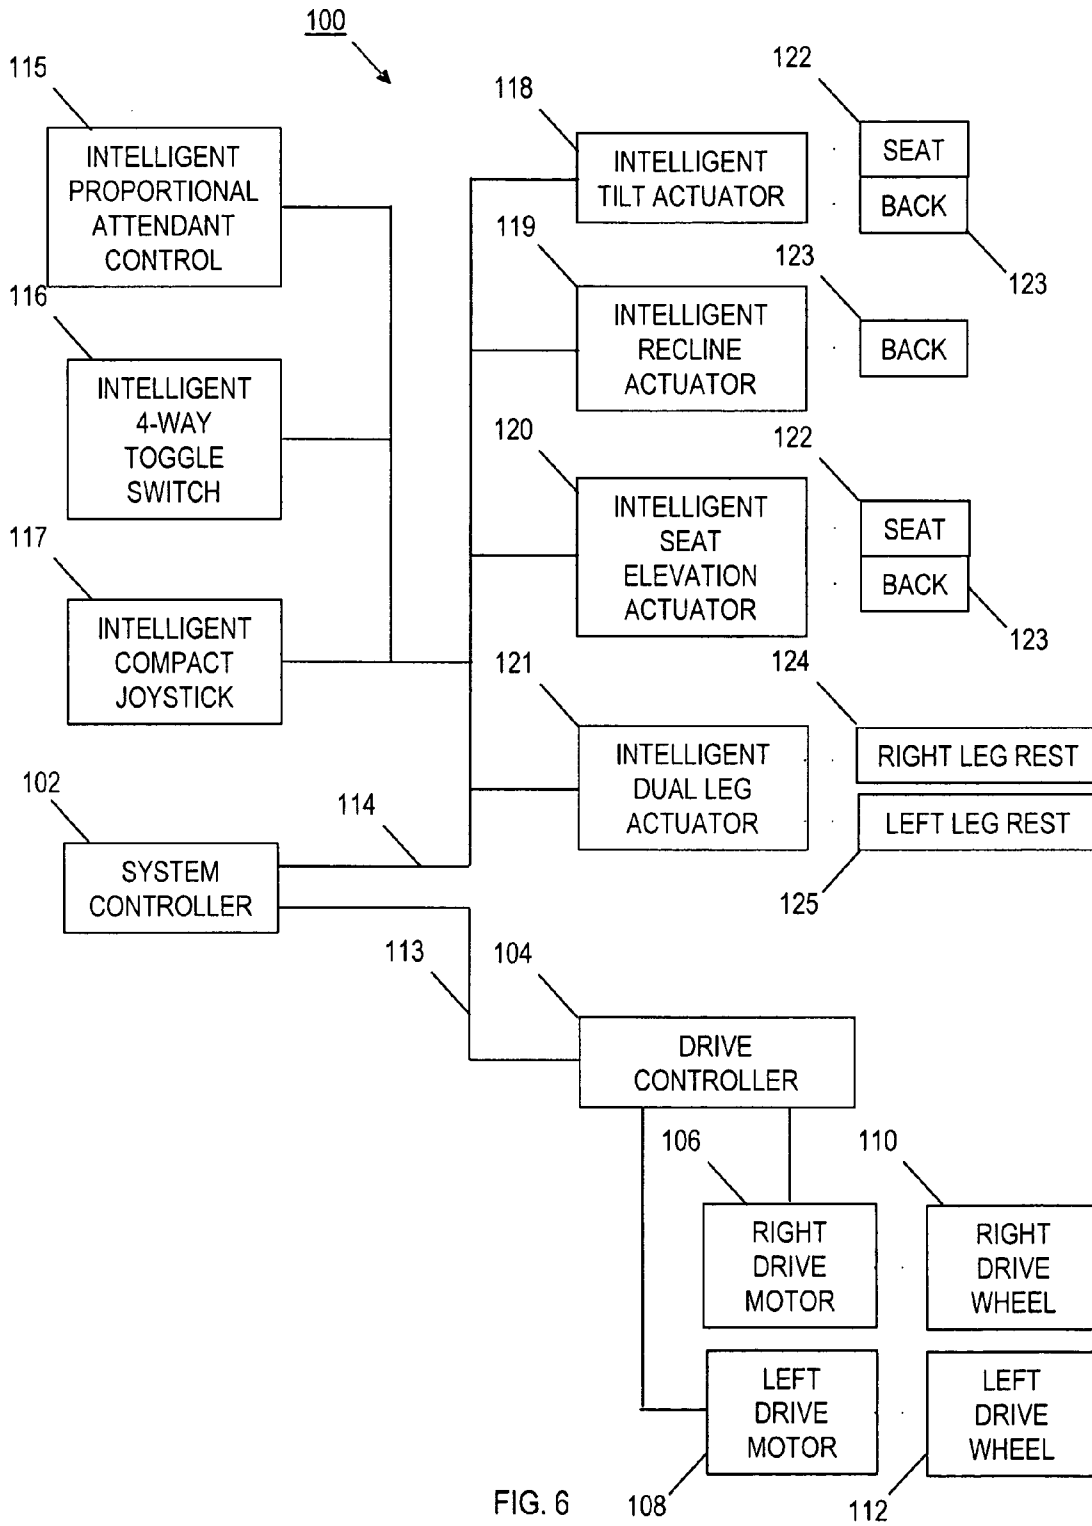 100
115
INTELLIGENT
PROPORTIONAL
ATTENDANT
CONTROL
116
INTELLIGENT
4-WAY
TOGGLE
SWITCH
117
INTELLIGENT
COMPACT
JOYSTICK
102
SYSTEM
CONTROLLER
114
113
118
INTELLIGENT
TILT ACTUATOR
122
SEAT
BACK
123
119
INTELLIGENT
RECLINE
ACTUATOR
123
BACK
120
INTELLIGENT
SEAT
ELEVATION
ACTUATOR
122
SEAT
BACK
123
121
INTELLIGENT
DUAL LEG
ACTUATOR
124
RIGHT LEG REST
LEFT LEG REST
125
104
DRIVE
CONTROLLER
106
RIGHT
DRIVE
MOTOR
110
RIGHT
DRIVE
WHEEL
LEFT
DRIVE
MOTOR
108
LEFT
DRIVE
WHEEL
112
FIG. 6